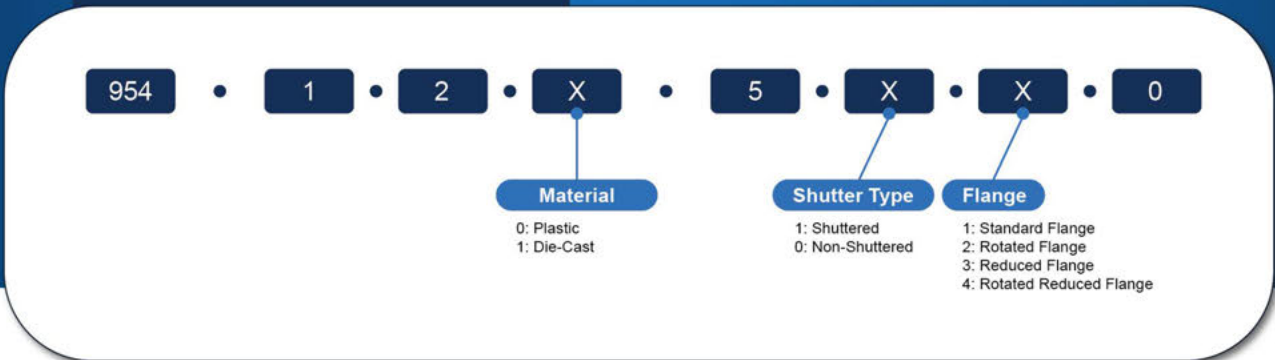 954 • 1 • 2 • X • 5 • X • X • 0
Material
0: Plastic
1: Die-Cast
Shutter Type
1: Shuttered
0: Non-Shuttered
Flange
1: Standard Flange
2: Rotated Flange
3: Reduced Flange
4: Rotated Reduced Flange